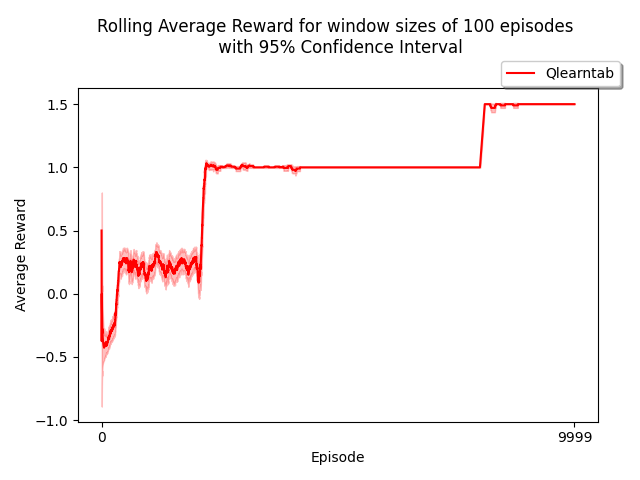 Rolling Average Reward for window sizes of 100 episodes
with 95% Confidence Interval
Qlearntab
1.5
1.0
0.5
0.0
−0.5
−1.0
Average Reward
0
9999
Episode